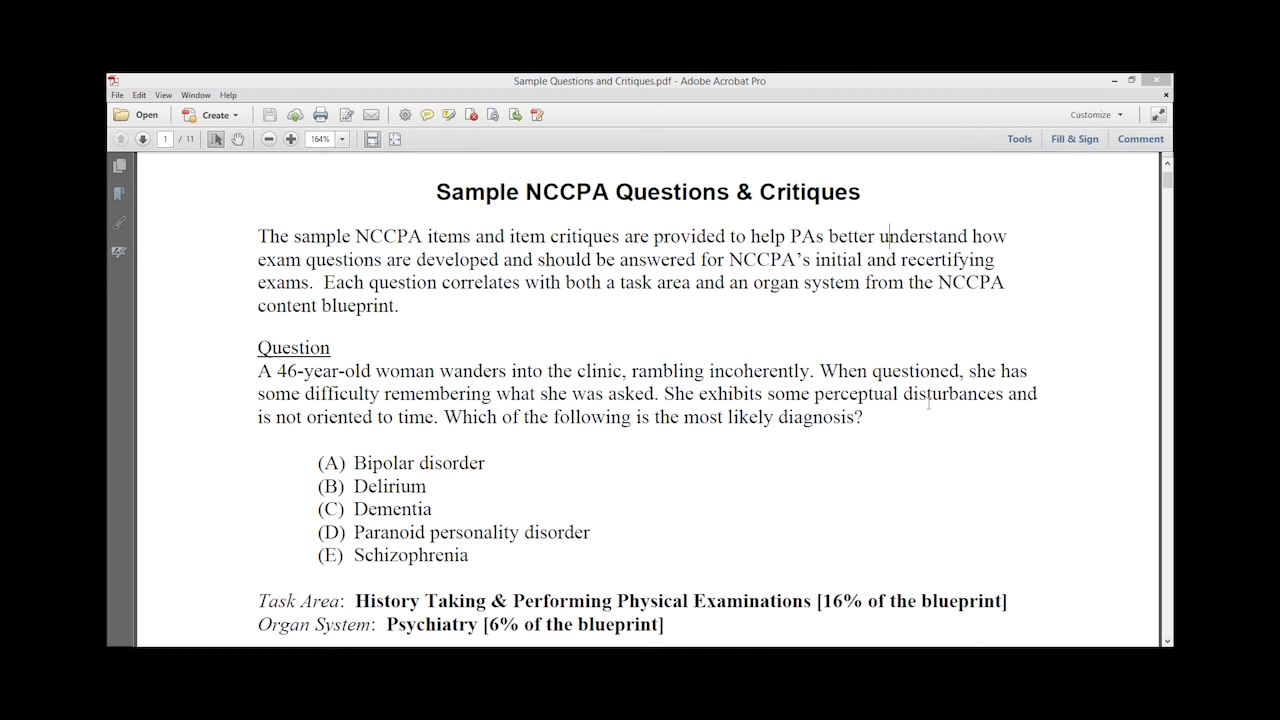 Sample Questions and Critiques.pdf - Adobe Acrobat Pro
File Edit View Window Help
Open Create Customize
1 / 11 164% Tools Fill & Sign Comment
Sample NCCPA Questions & Critiques
The sample NCCPA items and item critiques are provided to help PAs better understand how
exam questions are developed and should be answered for NCCPA's initial and recertifying
exams. Each question correlates with both a task area and an organ system from the NCCPA
content blueprint.
Question
A 46-year-old woman wanders into the clinic, rambling incoherently. When questioned, she has
some difficulty remembering what she was asked. She exhibits some perceptual disturbances and
is not oriented to time. Which of the following is the most likely diagnosis?
(A) Bipolar disorder
(B) Delirium
(C) Dementia
(D) Paranoid personality disorder
(E) Schizophrenia
Task Area: History Taking & Performing Physical Examinations [16% of the blueprint]
Organ System: Psychiatry [6% of the blueprint]